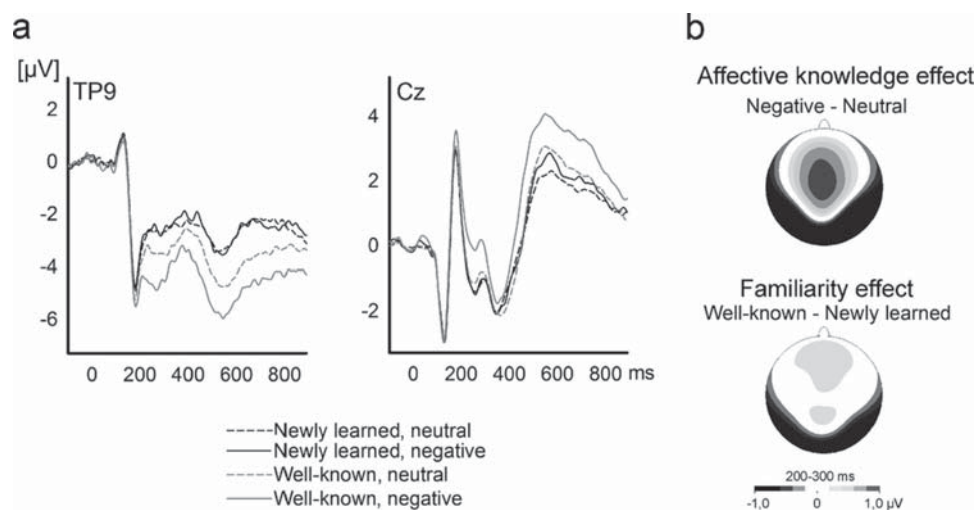 a
[µV]
TP9
2
0
-2
-4
-6
0 200 400 600 800
Cz
4
2
0
-2
0 200 400 600 800 ms
Newly learned, neutral
Newly learned, negative
Well-known, neutral
Well-known, negative
b
Affective knowledge effect
Negative - Neutral
Familiarity effect
Well-known - Newly learned
200-300 ms
-1,0 0 1,0 µV